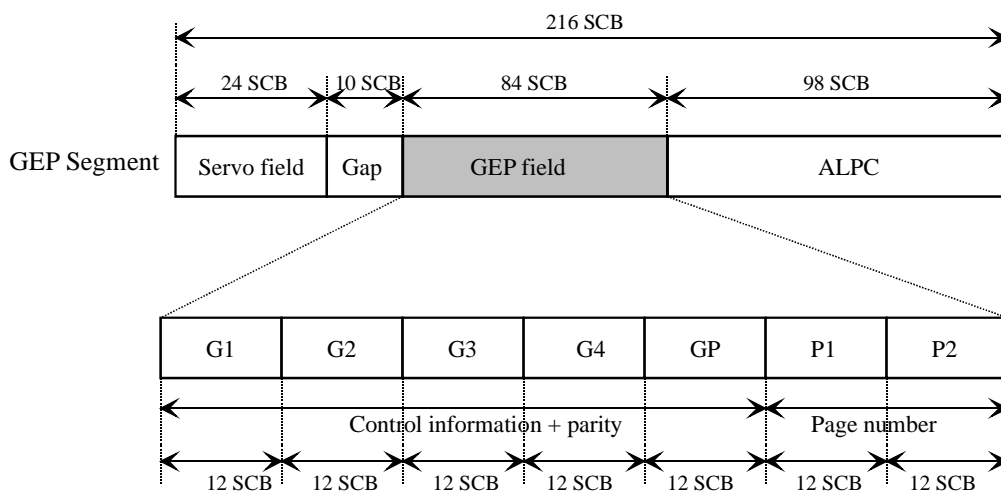 216 SCB
24 SCB 10 SCB 84 SCB 98 SCB
GEP Segment Servo field Gap GEP field ALPC
G1 G2 G3 G4 GP P1 P2
Control information + parity Page number
12 SCB 12 SCB 12 SCB 12 SCB 12 SCB 12 SCB 12 SCB